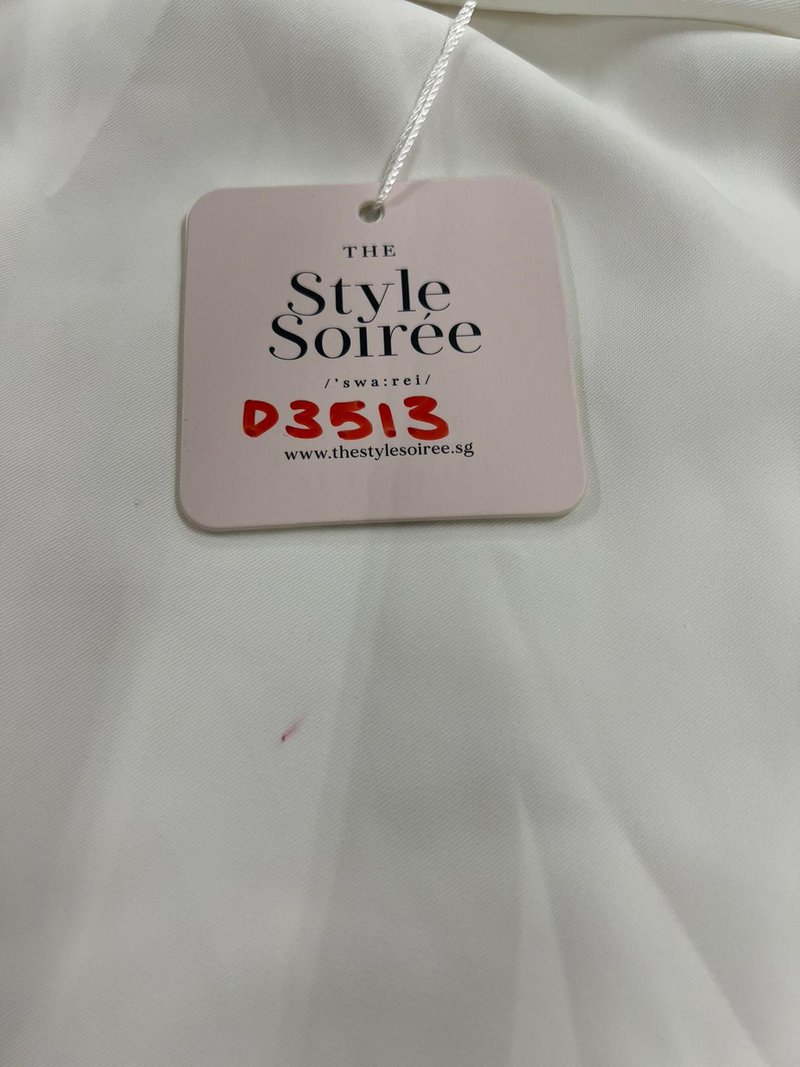 THE
Style
Soirée
/'swa:rei/
D3513
www.thestylesoiree.sg